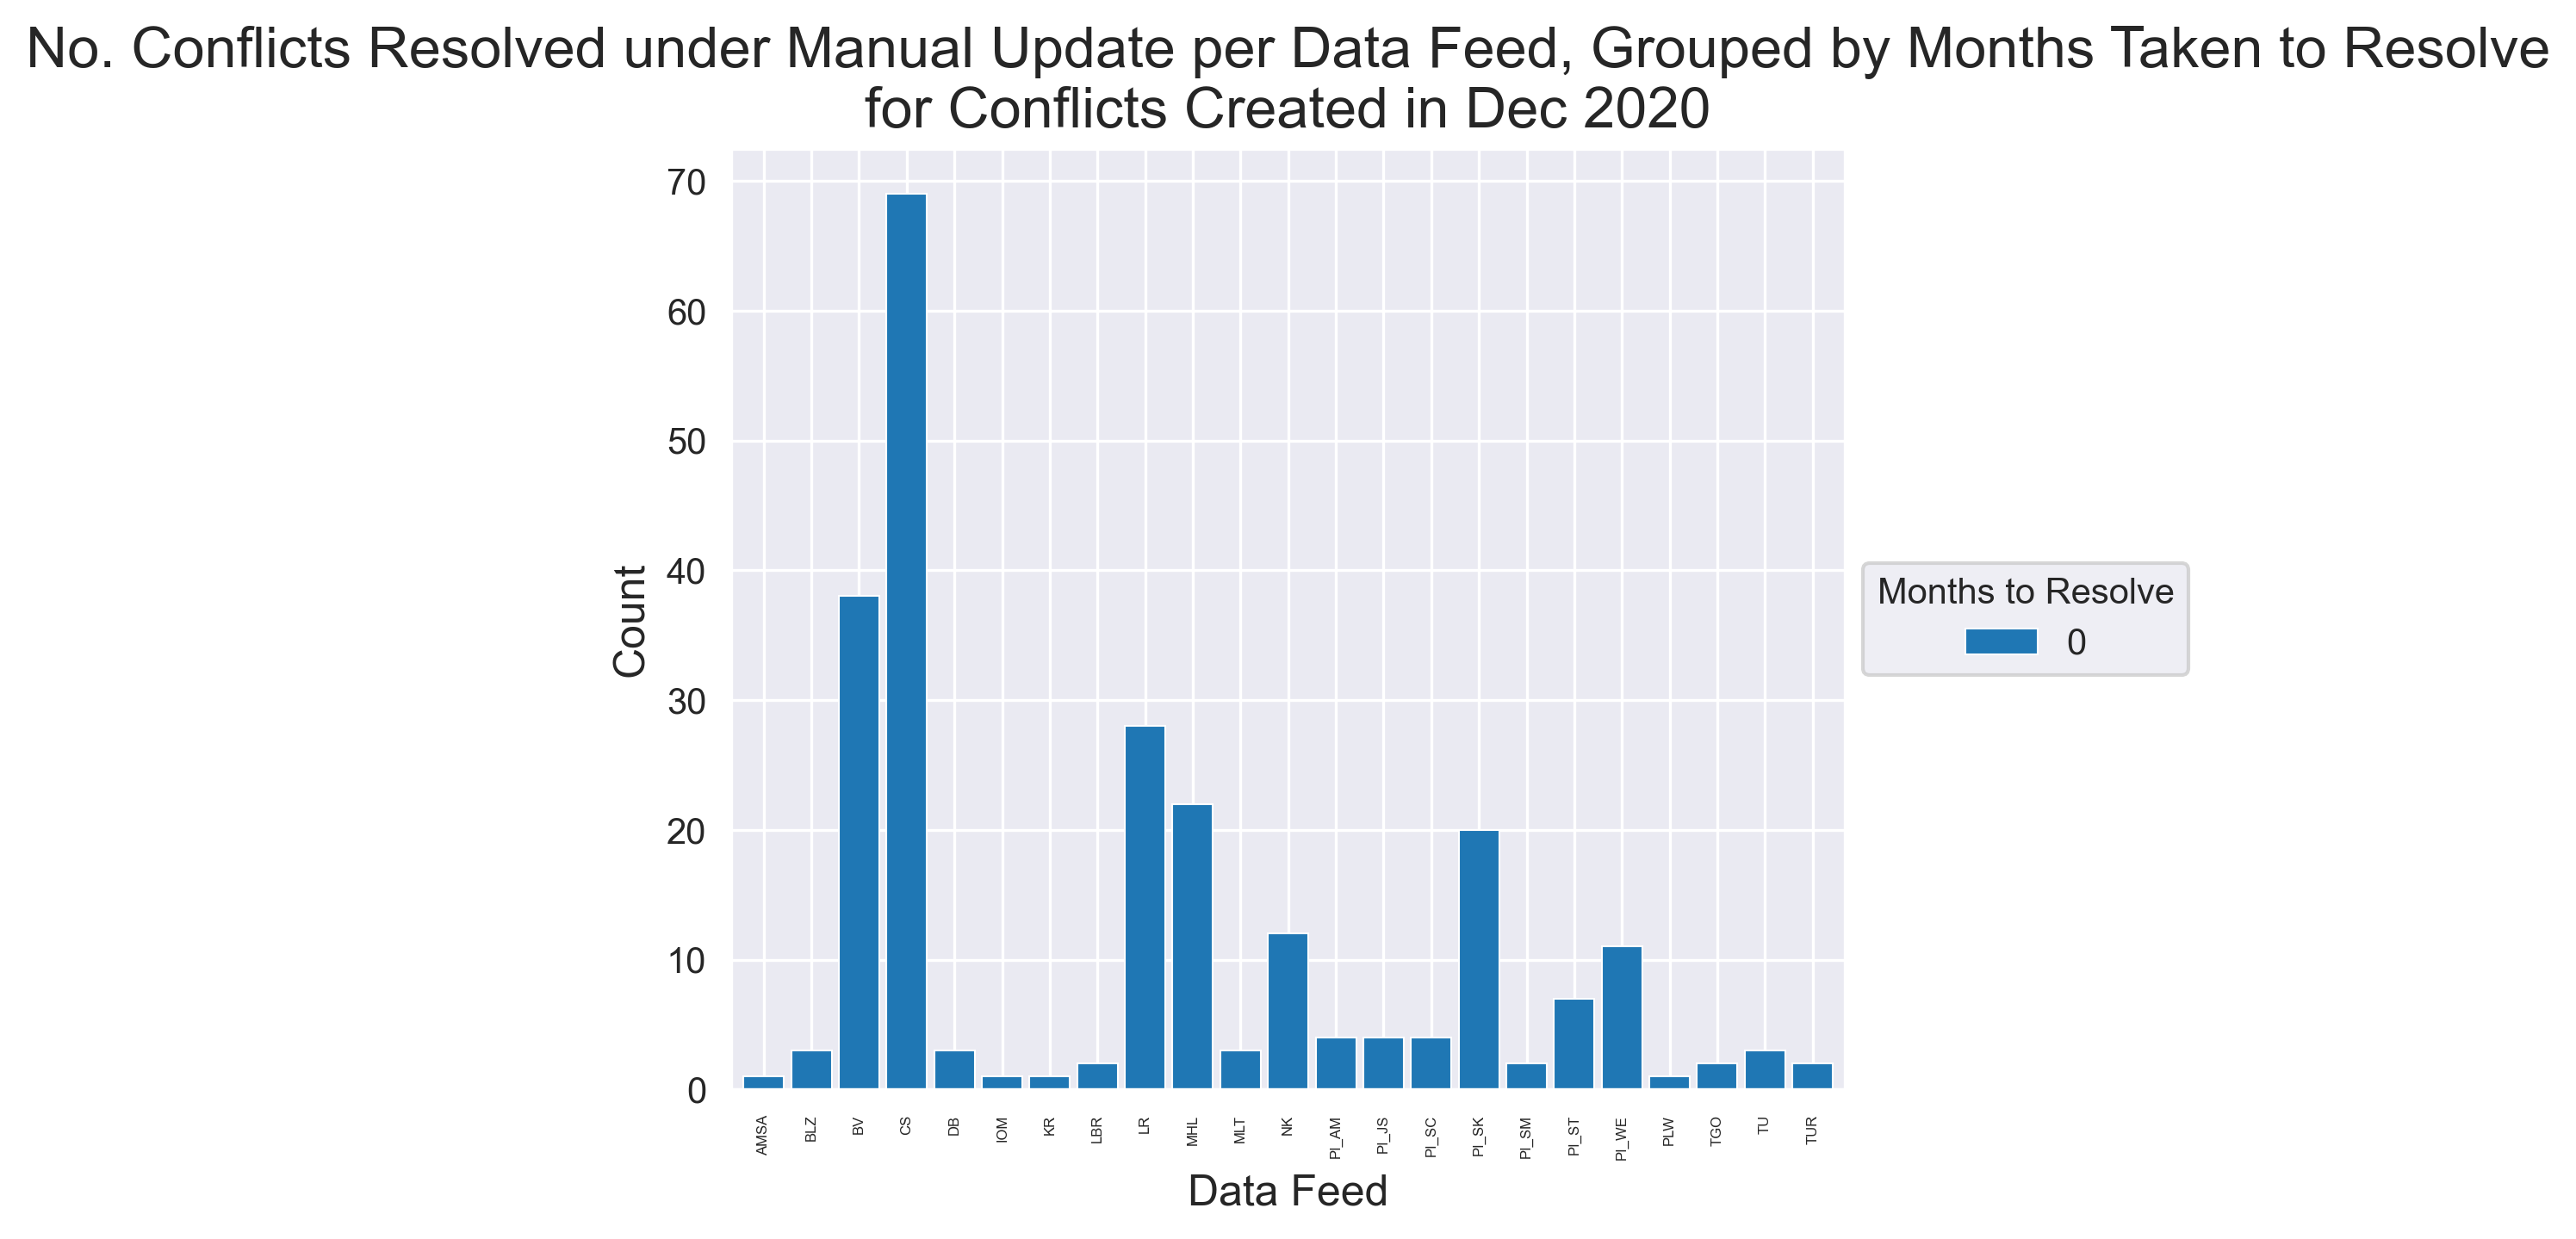 No. Conflicts Resolved under Manual Update per Data Feed, Grouped by Months Taken to Resolve
for Conflicts Created in Dec 2020
70
60
50
40
30
20
10
0
Count
AMSA
BLZ
BV
CS
DB
IOM
KR
LBR
LR
MHL
MLT
NK
PI_AM
PI_JS
PI_SC
PI_SK
PI_SM
PI_ST
PI_WE
PLW
TGO
TU
TUR
Data Feed
Months to Resolve
0